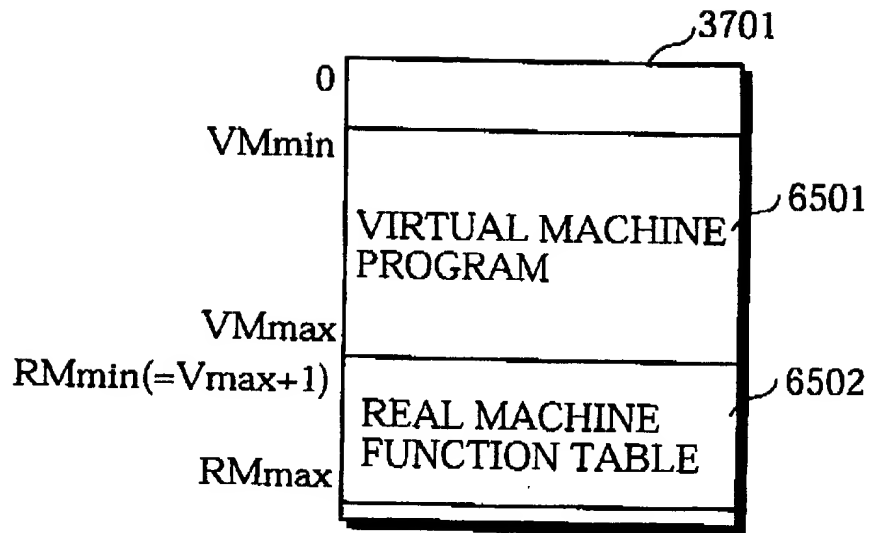 3701
0
VMmin
6501
VIRTUAL MACHINE
PROGRAM
VMmax
RMmin(=Vmax+1)
6502
REAL MACHINE
FUNCTION TABLE
RMmax